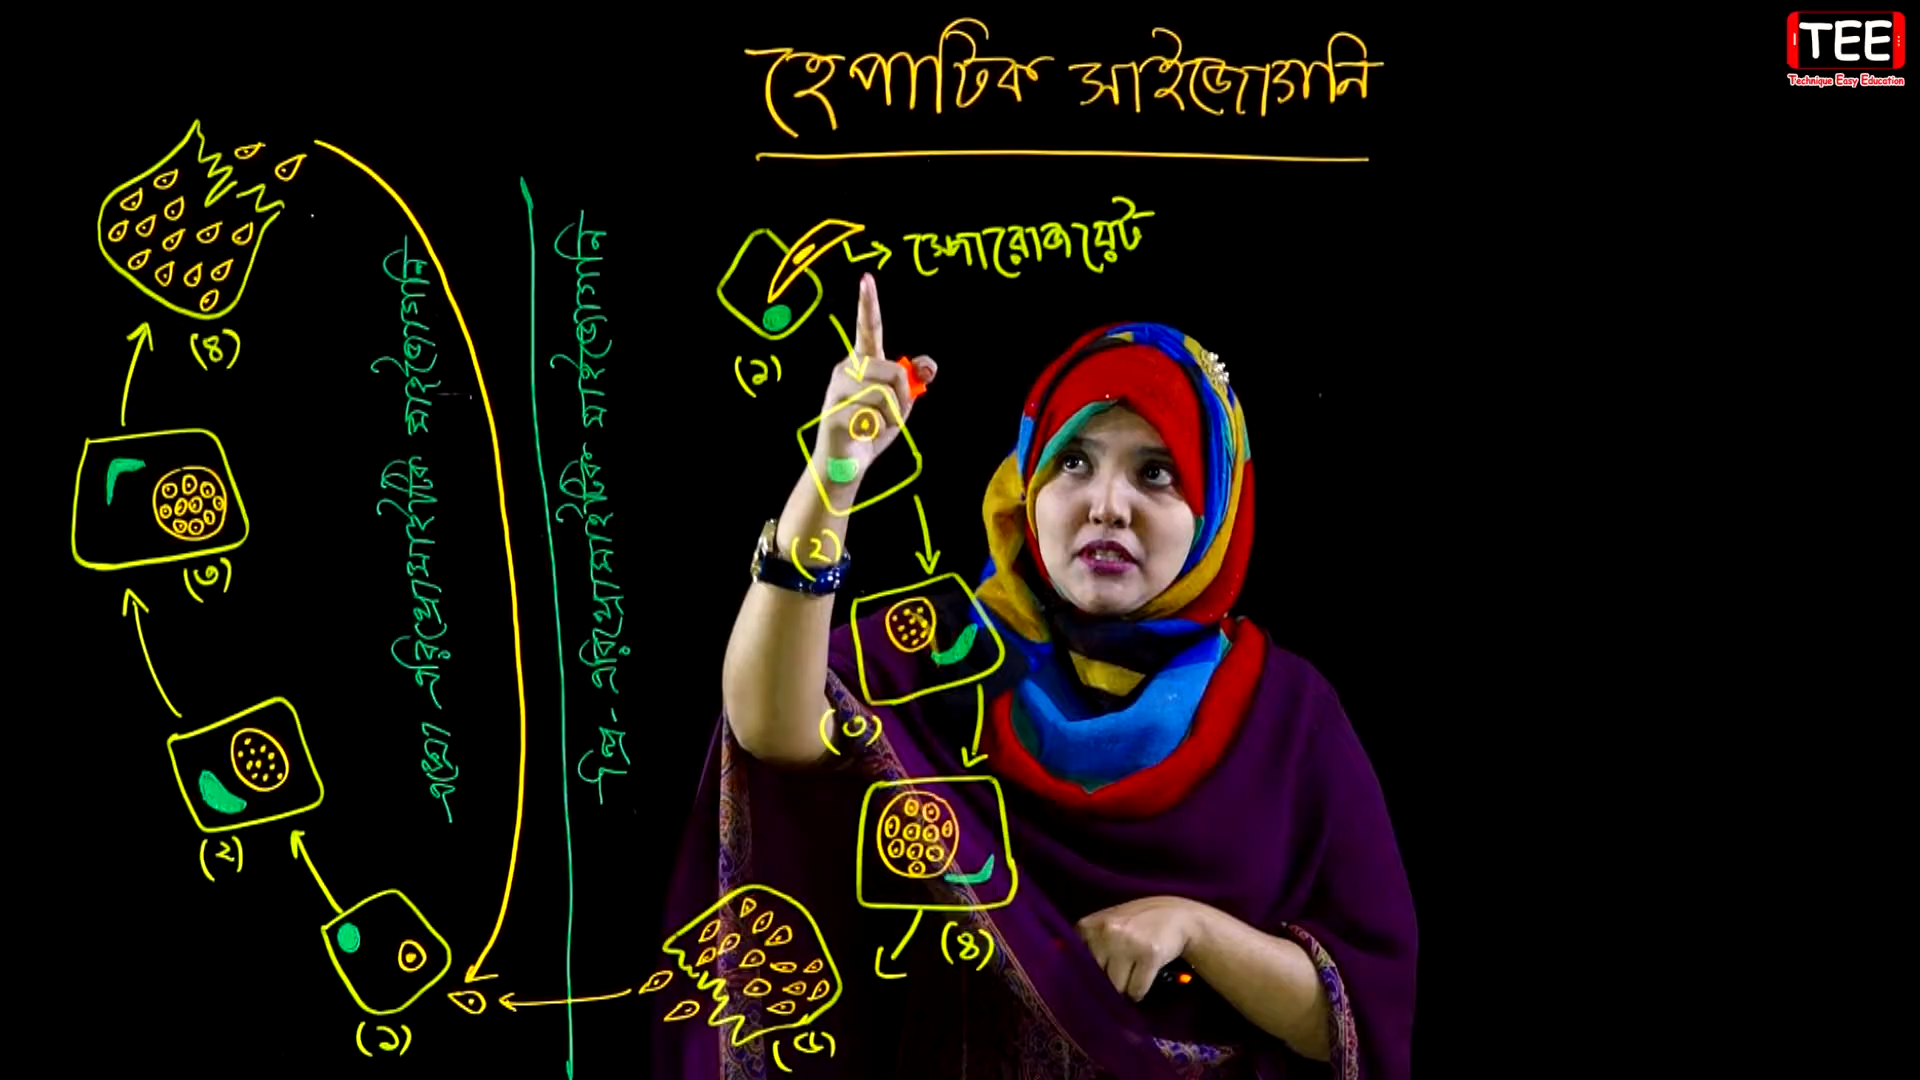 হেপাটিক সাইজোগনি
TEE
Technique Easy Education
স্পোরোজয়েট
(১)
(২)
(৩)
(৪)
(৫)
প্রি-এরিথ্রোসাইটিক সাইজোগনি
এক্সো এরিথ্রোসাইটিক সাইজোগনি
(১)
(২)
(৩)
(৪)